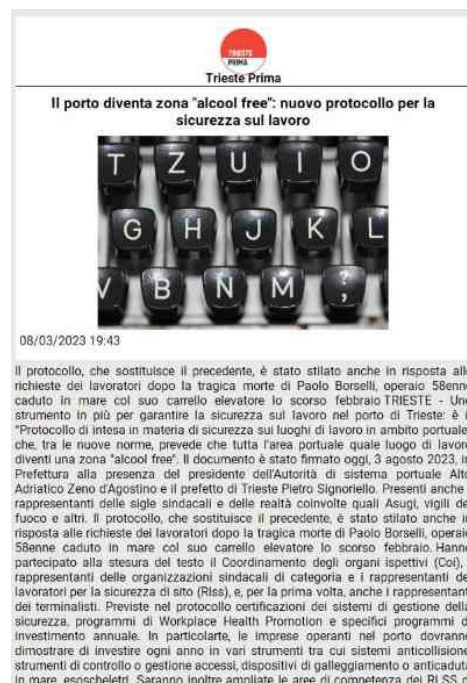 TRIESTE
PRIMA
Trieste Prima
Il porto diventa zona "alcool free": nuovo protocollo per la
sicurezza sul lavoro
T Z U I O
G H J K L
V B N M ; ?
08/03/2023 19:43
Il protocollo, che sostituisce il precedente, è stato stilato anche in risposta alle
richieste dei lavoratori dopo la tragica morte di Paolo Borselli, operaio 58enne
caduto in mare col suo carrello elevatore lo scorso febbraio TRIESTE - Uno
strumento in più per garantire la sicurezza sul lavoro nel porto di Trieste: è il
"Protocollo di intesa in materia di sicurezza sui luoghi di lavoro in ambito portuale"
che, tra le nuove norme, prevede che tutta l'area portuale quale luogo di lavoro
diventi una zona "alcool free". Il documento è stato firmato oggi, 3 agosto 2023, in
Prefettura alla presenza del presidente dell'Autorità di sistema portuale Alto
Adriatico Zeno d'Agostino e il prefetto di Trieste Pietro Signoriello. Presenti anche i
rappresentanti delle sigle sindacali e delle realtà coinvolte quali Asugi, vigili del
fuoco e altri. Il protocollo, che sostituisce il precedente, è stato stilato anche in
risposta alle richieste dei lavoratori dopo la tragica morte di Paolo Borselli, operaio
58enne caduto in mare col suo carrello elevatore lo scorso febbraio. Hanno
partecipato alla stesura del testo il Coordinamento degli organi ispettivi (Coi), i
rappresentanti delle organizzazioni sindacali di categoria e i rappresentanti dei
lavoratori per la sicurezza di sito (Rlss), e, per la prima volta, anche i rappresentanti
dei terminalisti. Previste nel protocollo certificazioni dei sistemi di gestione della
sicurezza, programmi di Workplace Health Promotion e specifici programmi di
investimento annuale. In particolarte, le imprese operanti nel porto dovranno
dimostrare di investire ogni anno in vari strumenti tra cui sistemi anticollisione,
strumenti di controllo o gestione accessi, dispositivi di galleggiamento o anticaduta
in mare, esoscheletri. Saranno inoltre ampliate le aree di competenza dei RLSS